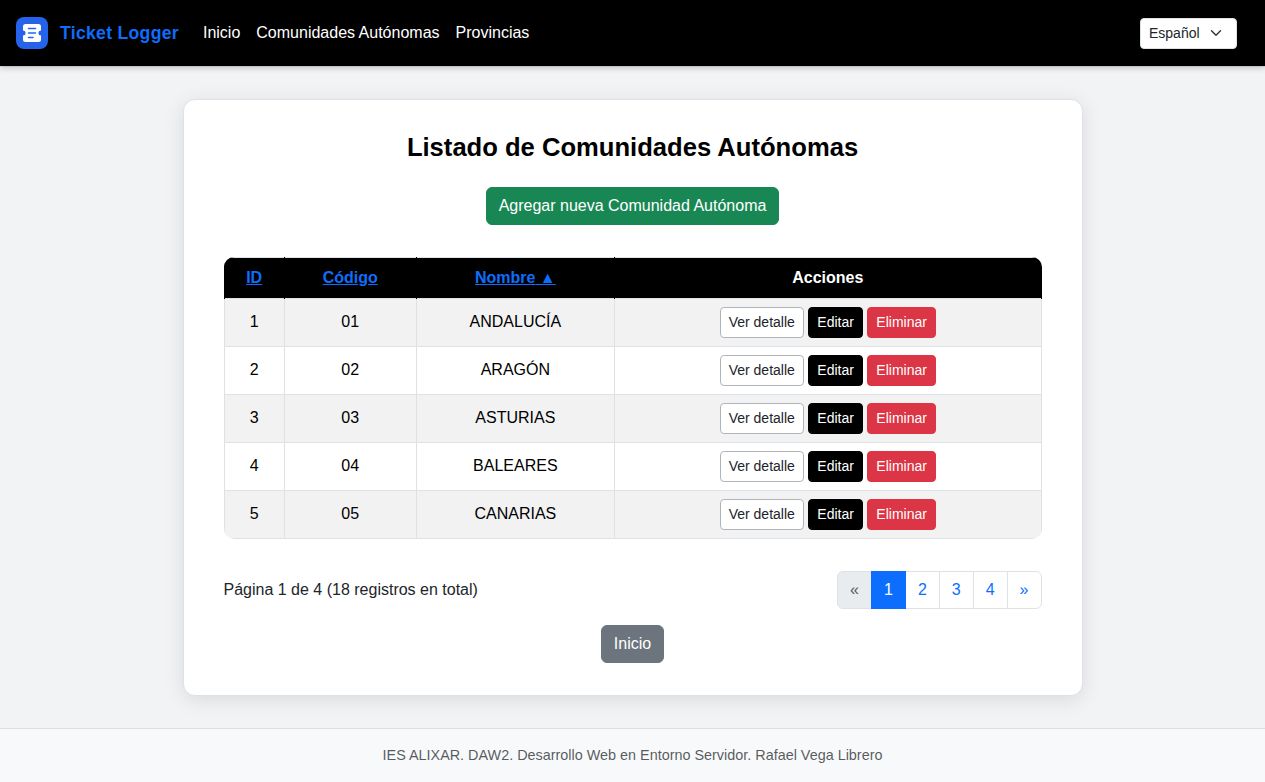 Ticket Logger Inicio Comunidades Autónomas Provincias Español
Listado de Comunidades Autónomas
Agregar nueva Comunidad Autónoma
ID Código Nombre ▲ Acciones
1 01 ANDALUCÍA Ver detalle Editar Eliminar
2 02 ARAGÓN Ver detalle Editar Eliminar
3 03 ASTURIAS Ver detalle Editar Eliminar
4 04 BALEARES Ver detalle Editar Eliminar
5 05 CANARIAS Ver detalle Editar Eliminar
Página 1 de 4 (18 registros en total) « 1 2 3 4 »
Inicio
IES ALIXAR. DAW2. Desarrollo Web en Entorno Servidor. Rafael Vega Librero